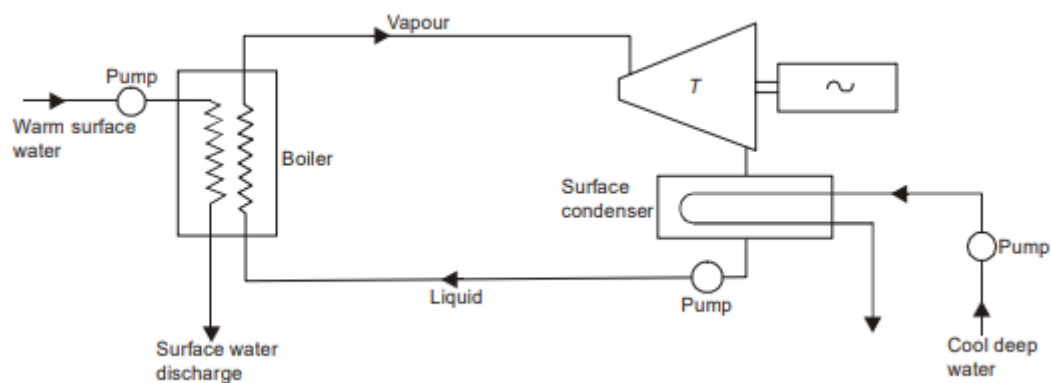 Vapour
Pump
Warm surface
water
Boiler
T
Surface
condenser
Pump
Liquid
Pump
Surface water
discharge
Cool deep
water